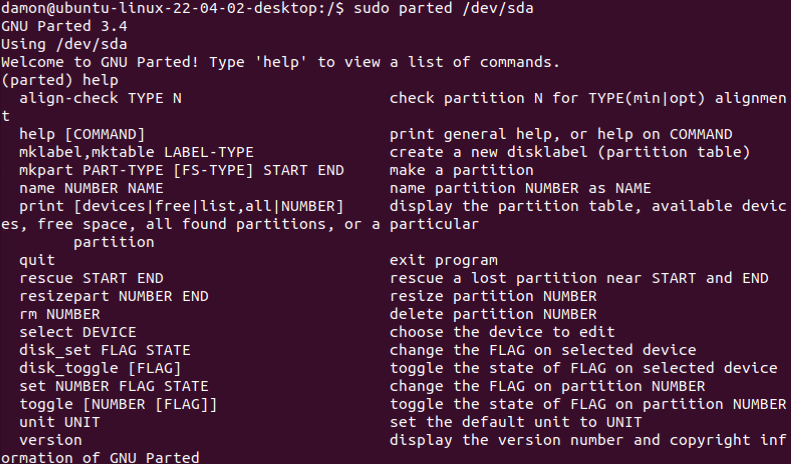 damon@ubuntu-linux-22-04-02-desktop:/$ sudo parted /dev/sda
GNU Parted 3.4
Using /dev/sda
Welcome to GNU Parted! Type 'help' to view a list of commands.
(parted) help
  align-check TYPE N                       check partition N for TYPE(min|opt) alignmen
t
  help [COMMAND]                           print general help, or help on COMMAND
  mklabel,mktable LABEL-TYPE               create a new disklabel (partition table)
  mkpart PART-TYPE [FS-TYPE] START END     make a partition
  name NUMBER NAME                         name partition NUMBER as NAME
  print [devices|free|list,all|NUMBER]     display the partition table, available devic
es, free space, all found partitions, or a particular
        partition
  quit                                     exit program
  rescue START END                         rescue a lost partition near START and END
  resizepart NUMBER END                    resize partition NUMBER
  rm NUMBER                                delete partition NUMBER
  select DEVICE                            choose the device to edit
  disk_set FLAG STATE                      change the FLAG on selected device
  disk_toggle [FLAG]                       toggle the state of FLAG on selected device
  set NUMBER FLAG STATE                    change the FLAG on partition NUMBER
  toggle [NUMBER [FLAG]]                   toggle the state of FLAG on partition NUMBER
  unit UNIT                                set the default unit to UNIT
  version                                  display the version number and copyright inf
ormation of GNU Parted